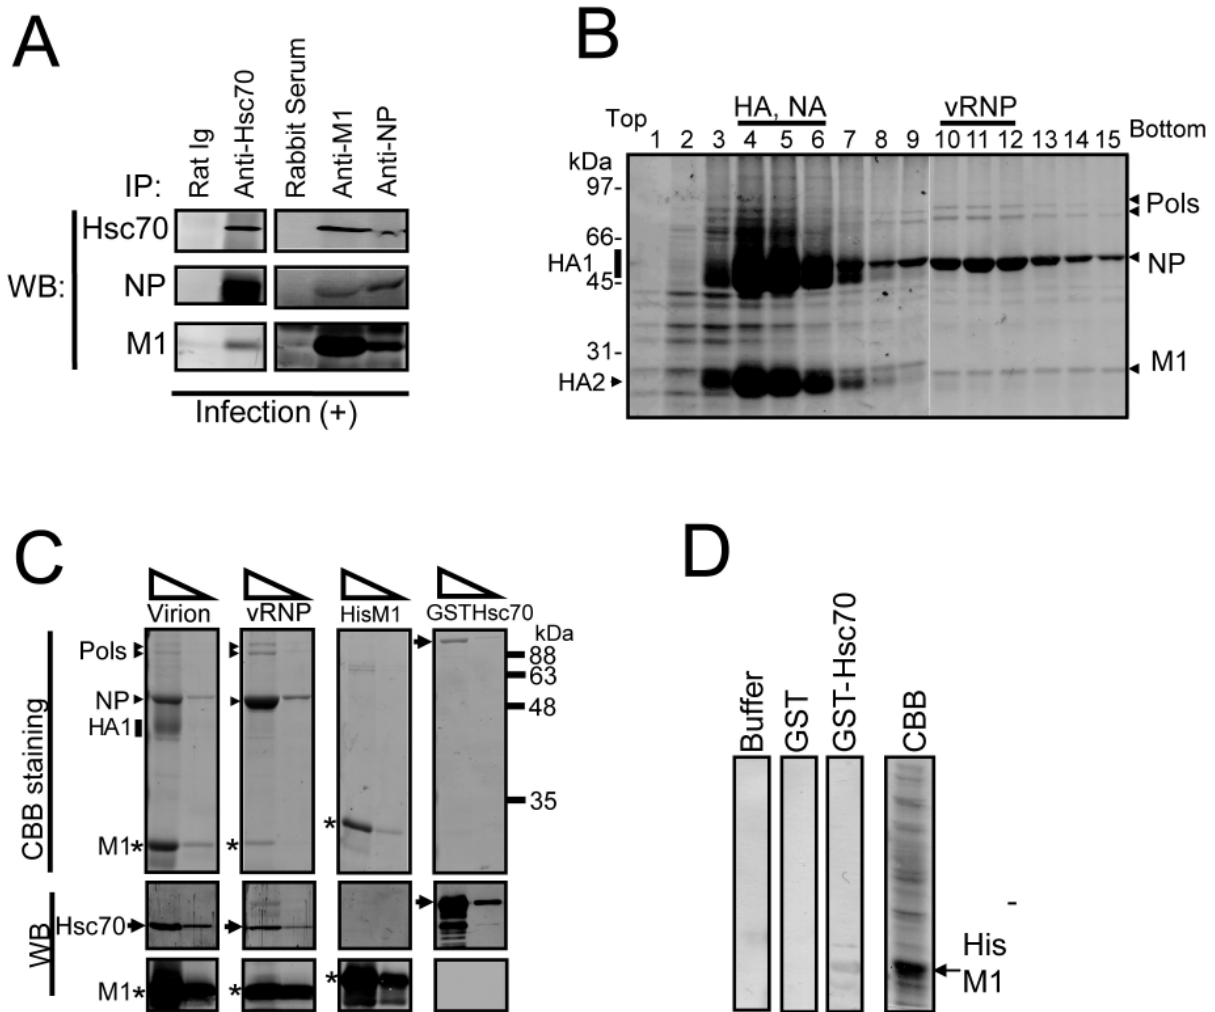 A
Rat Ig
Anti-Hsc70
Rabbit Serum
Anti-M1
Anti-NP
IP:
Hsc70
WB:
NP
M1
Infection (+)
B
HA, NA
vRNP
Top
1 2 3 4 5 6 7 8 9 10 11 12 13 14 15
Bottom
kDa
97-
Pols
66-
HA1
NP
45-
31-
M1
HA2
C
Virion
vRNP
HisM1
GSTHsc70
kDa
CBB staining
Pols
88
63
NP
48
HA1
35
M1*
*
*
WB
Hsc70
M1*
*
*
D
Buffer
GST
GST-Hsc70
CBB
-
His
M1